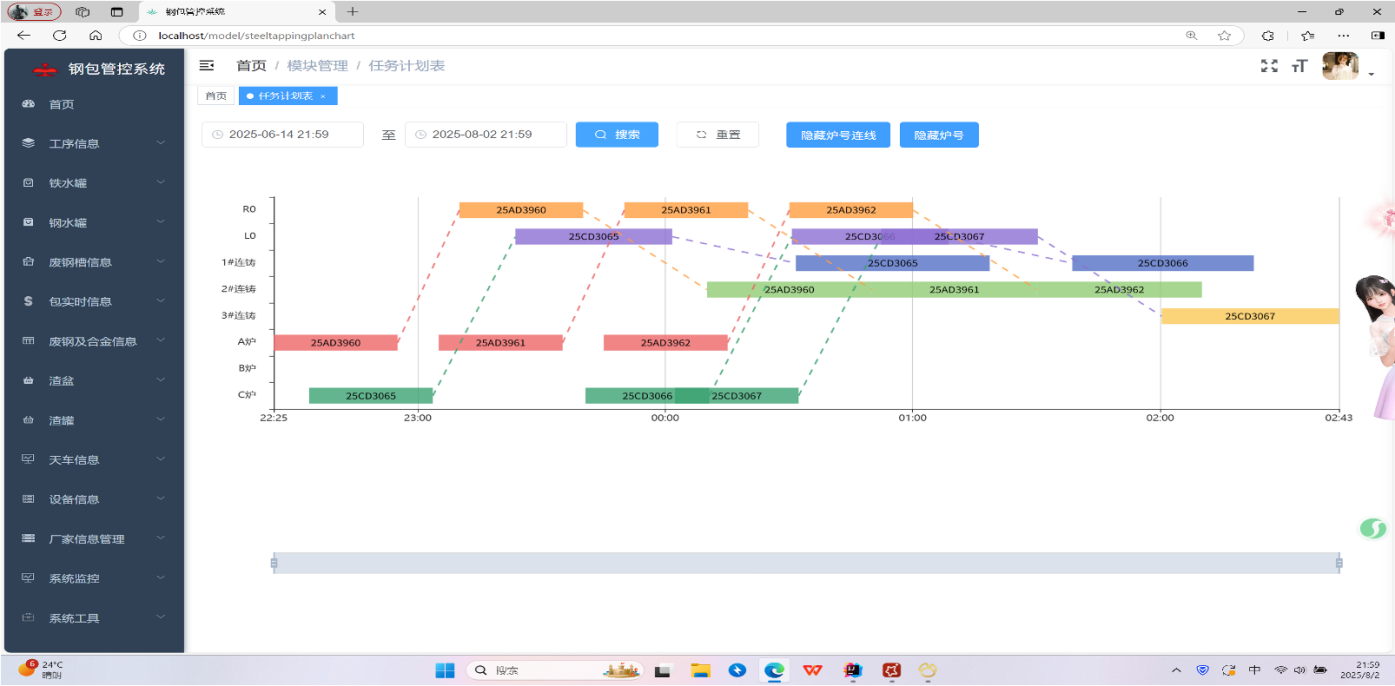 登录
钢包管控系统
localhost/model/steeltappingplanchart
钢包管控系统
首页 / 模块管理 / 任务计划表
首页
任务计划表 ×
首页
工序信息
铁水罐
钢水罐
废钢槽信息
包实时信息
废钢及合金信息
渣盆
渣罐
天车信息
设备信息
厂家信息管理
系统监控
系统工具
2025-06-14 21:59 至 2025-08-02 21:59 搜索 重置 隐藏炉号连线 隐藏炉号
R0 25AD3960 25AD3961 25AD3962
L0 25CD3065 25CD3066 25CD3067
1#连铸 25CD3065 25CD3066
2#连铸 25AD3960 25AD3961 25AD3962
3#连铸 25CD3067
A炉 25AD3960 25AD3961 25AD3962
B炉
C炉 25CD3065 25CD3066 25CD3067
22:25 23:00 00:00 01:00 02:00 02:43
6
24°C
晴朗
搜索
中
21:59
2025/8/2